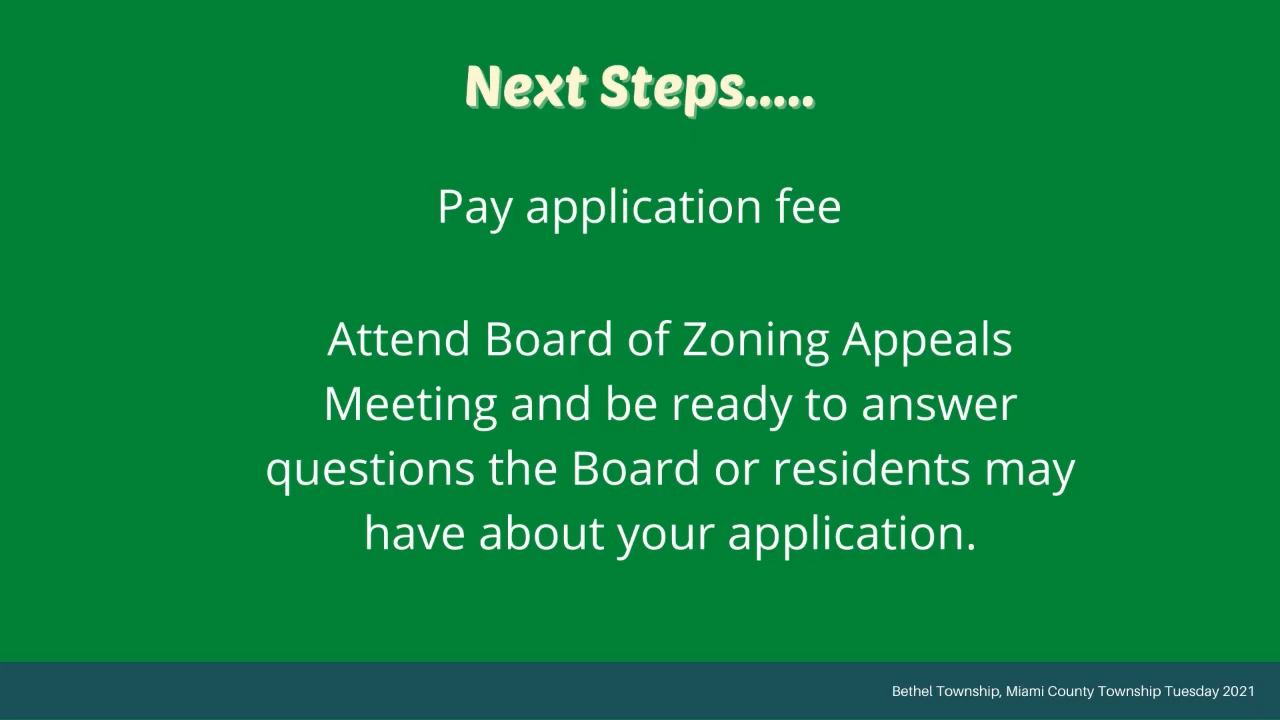 Next Steps.....
Pay application fee
Attend Board of Zoning Appeals
Meeting and be ready to answer
questions the Board or residents may
have about your application.
Bethel Township, Miami County Township Tuesday 2021